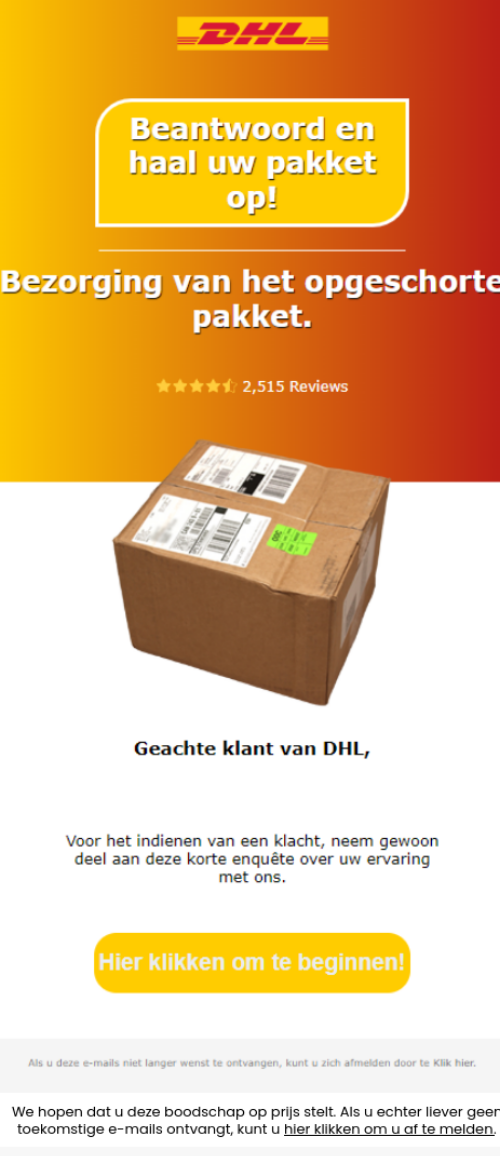 DHL
Beantwoord en
haal uw pakket
op!
Bezorging van het opgeschorte
pakket.
2,515 Reviews
Geachte klant van DHL,
Voor het indienen van een klacht, neem gewoon
deel aan deze korte enquête over uw ervaring
met ons.
Hier klikken om te beginnen!
Als u deze e-mails niet langer wenst te ontvangen, kunt u zich afmelden door te Klik hier.
We hopen dat u deze boodschap op prijs stelt. Als u echter liever geen
toekomstige e-mails ontvangt, kunt u hier klikken om u af te melden.